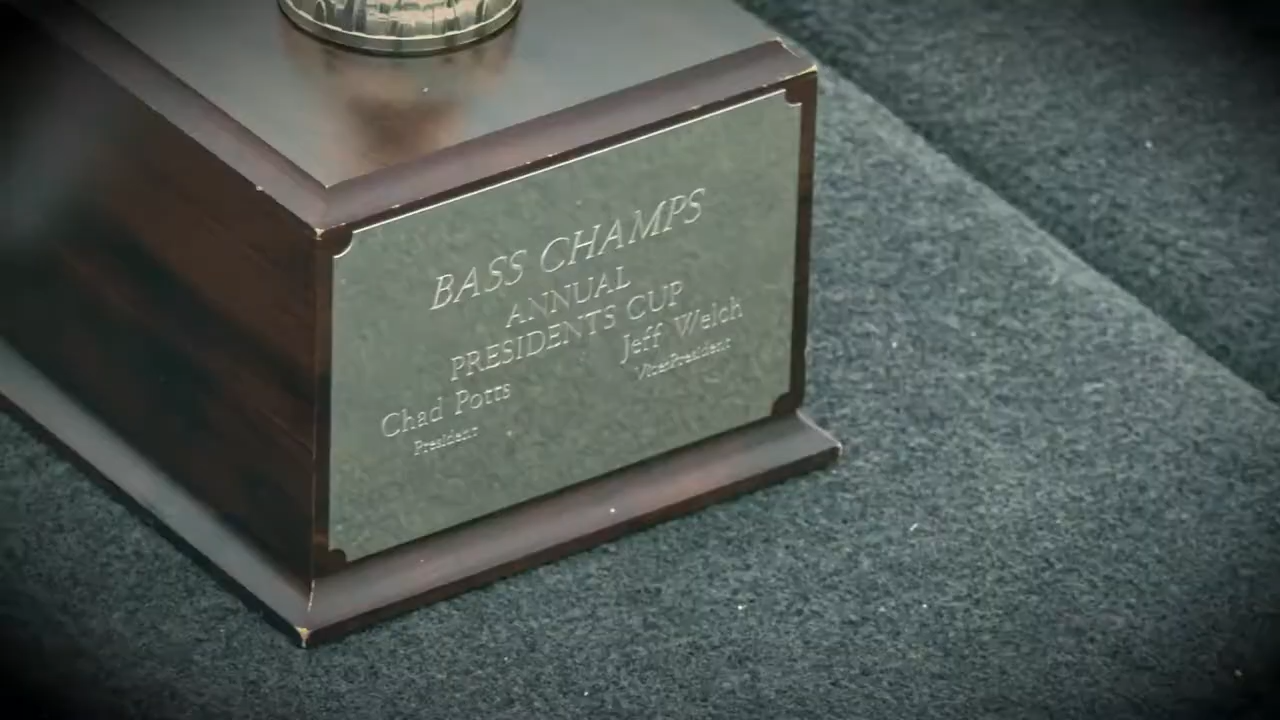 BASS CHAMPS
ANNUAL
PRESIDENTS CUP
Chad Potts
President
Jeff Welch
Vice-President